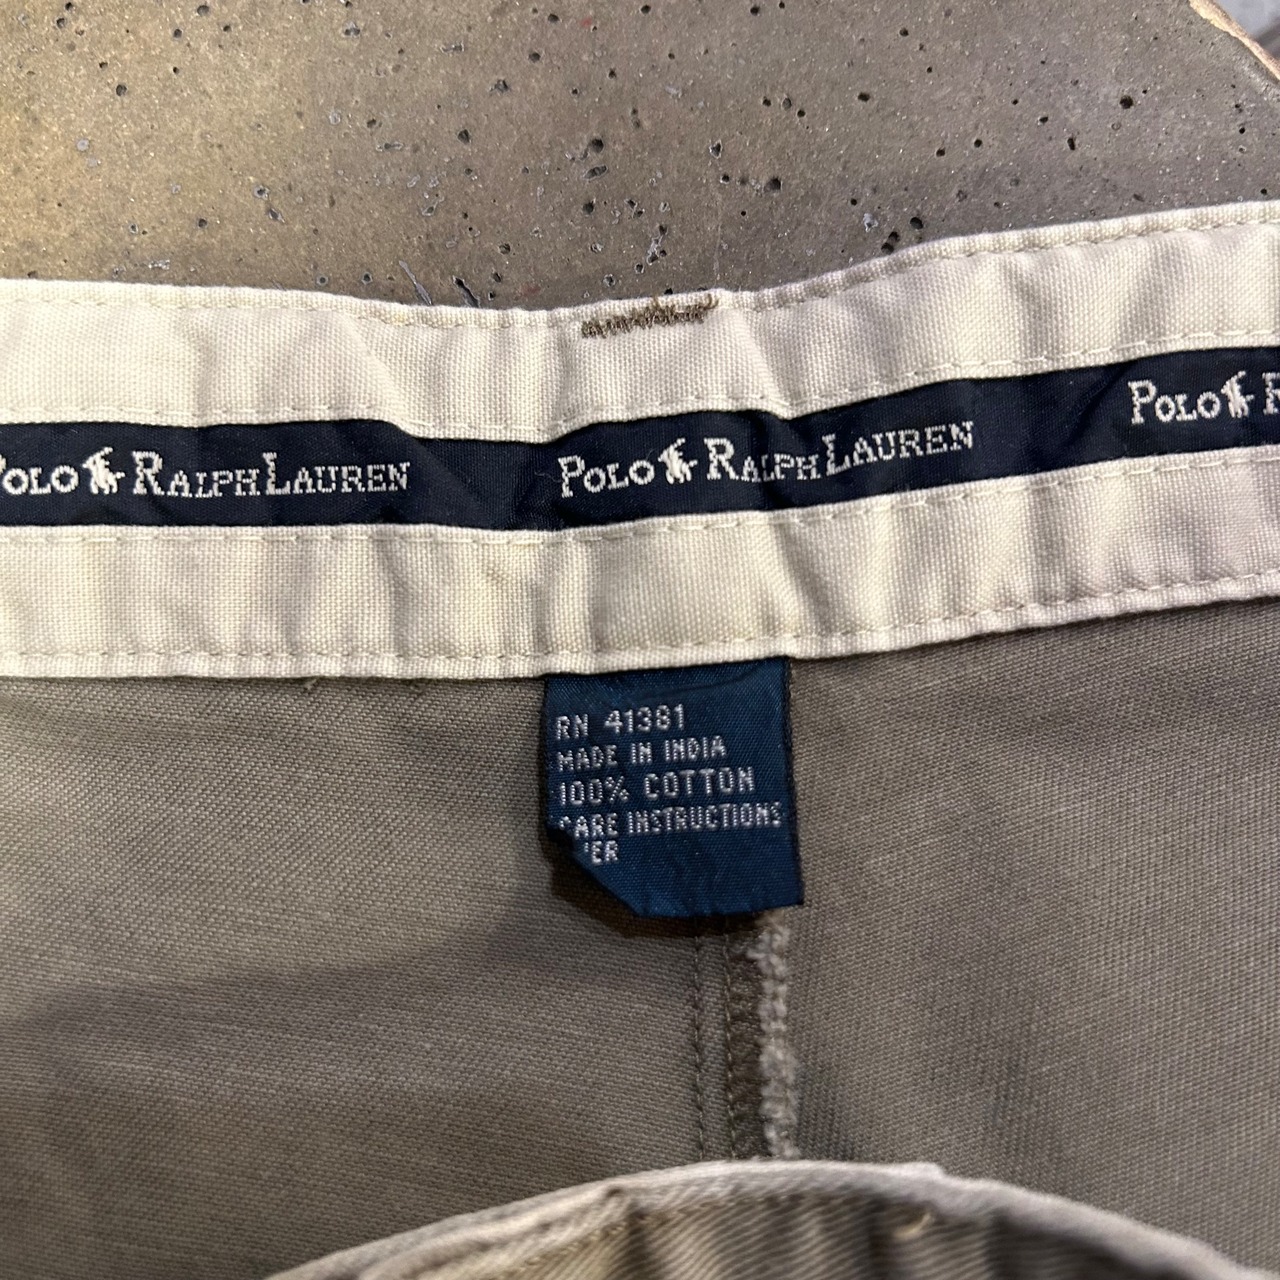 POLO RALPH LAUREN
POLO RALPH LAUREN
POLO R
RN 41381
MADE IN INDIA
100% COTTON
CARE INSTRUCTIONS